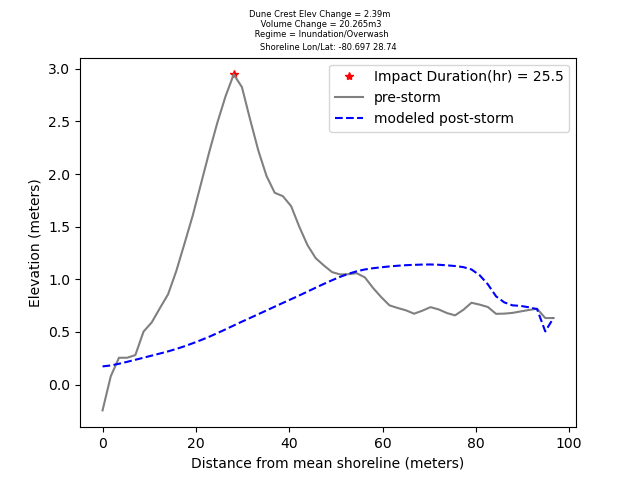 Dune Crest Elev Change = 2.39m
Volume Change = 20.265m3
Regime = Inundation/Overwash
Shoreline Lon/Lat: -80.697 28.74
Impact Duration(hr) = 25.5
pre-storm
modeled post-storm
Elevation (meters)
3.0
2.5
2.0
1.5
1.0
0.5
0.0
0 20 40 60 80 100
Distance from mean shoreline (meters)